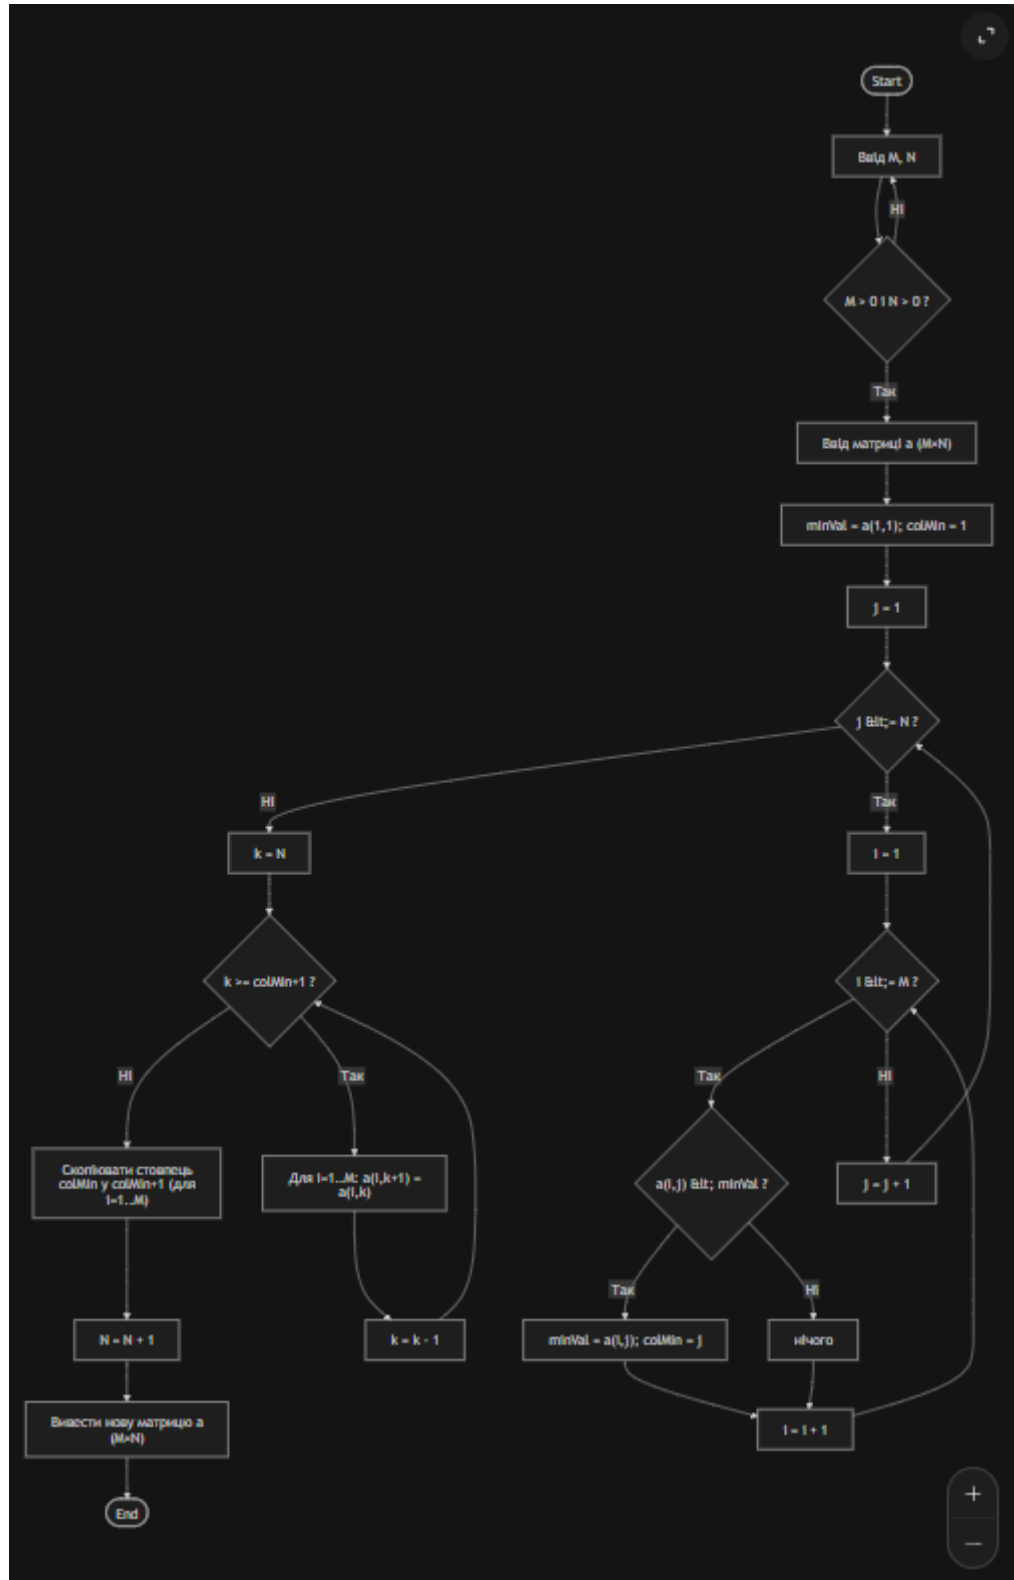 Start
Ввід M, N
Ні
M > 0 і N > 0 ?
Так
Ввід матриці a (M×N)
minVal = a(1,1); colMin = 1
j = 1
j &lt;= N ?
Ні
Так
k = N
i = 1
k >= colMin+1 ?
i &lt;= M ?
Ні
Так
Так
Ні
Скопіювати стовпець
colMin у colMin+1 (для
i=1..M)
Для i=1..M: a(i,k+1) =
a(i,k)
a(i,j) &lt; minVal ?
j = j + 1
Так
Ні
N = N + 1
k = k - 1
minVal = a(i,j); colMin = j
нічого
Вивести нову матрицю a
(M×N)
i = i + 1
End